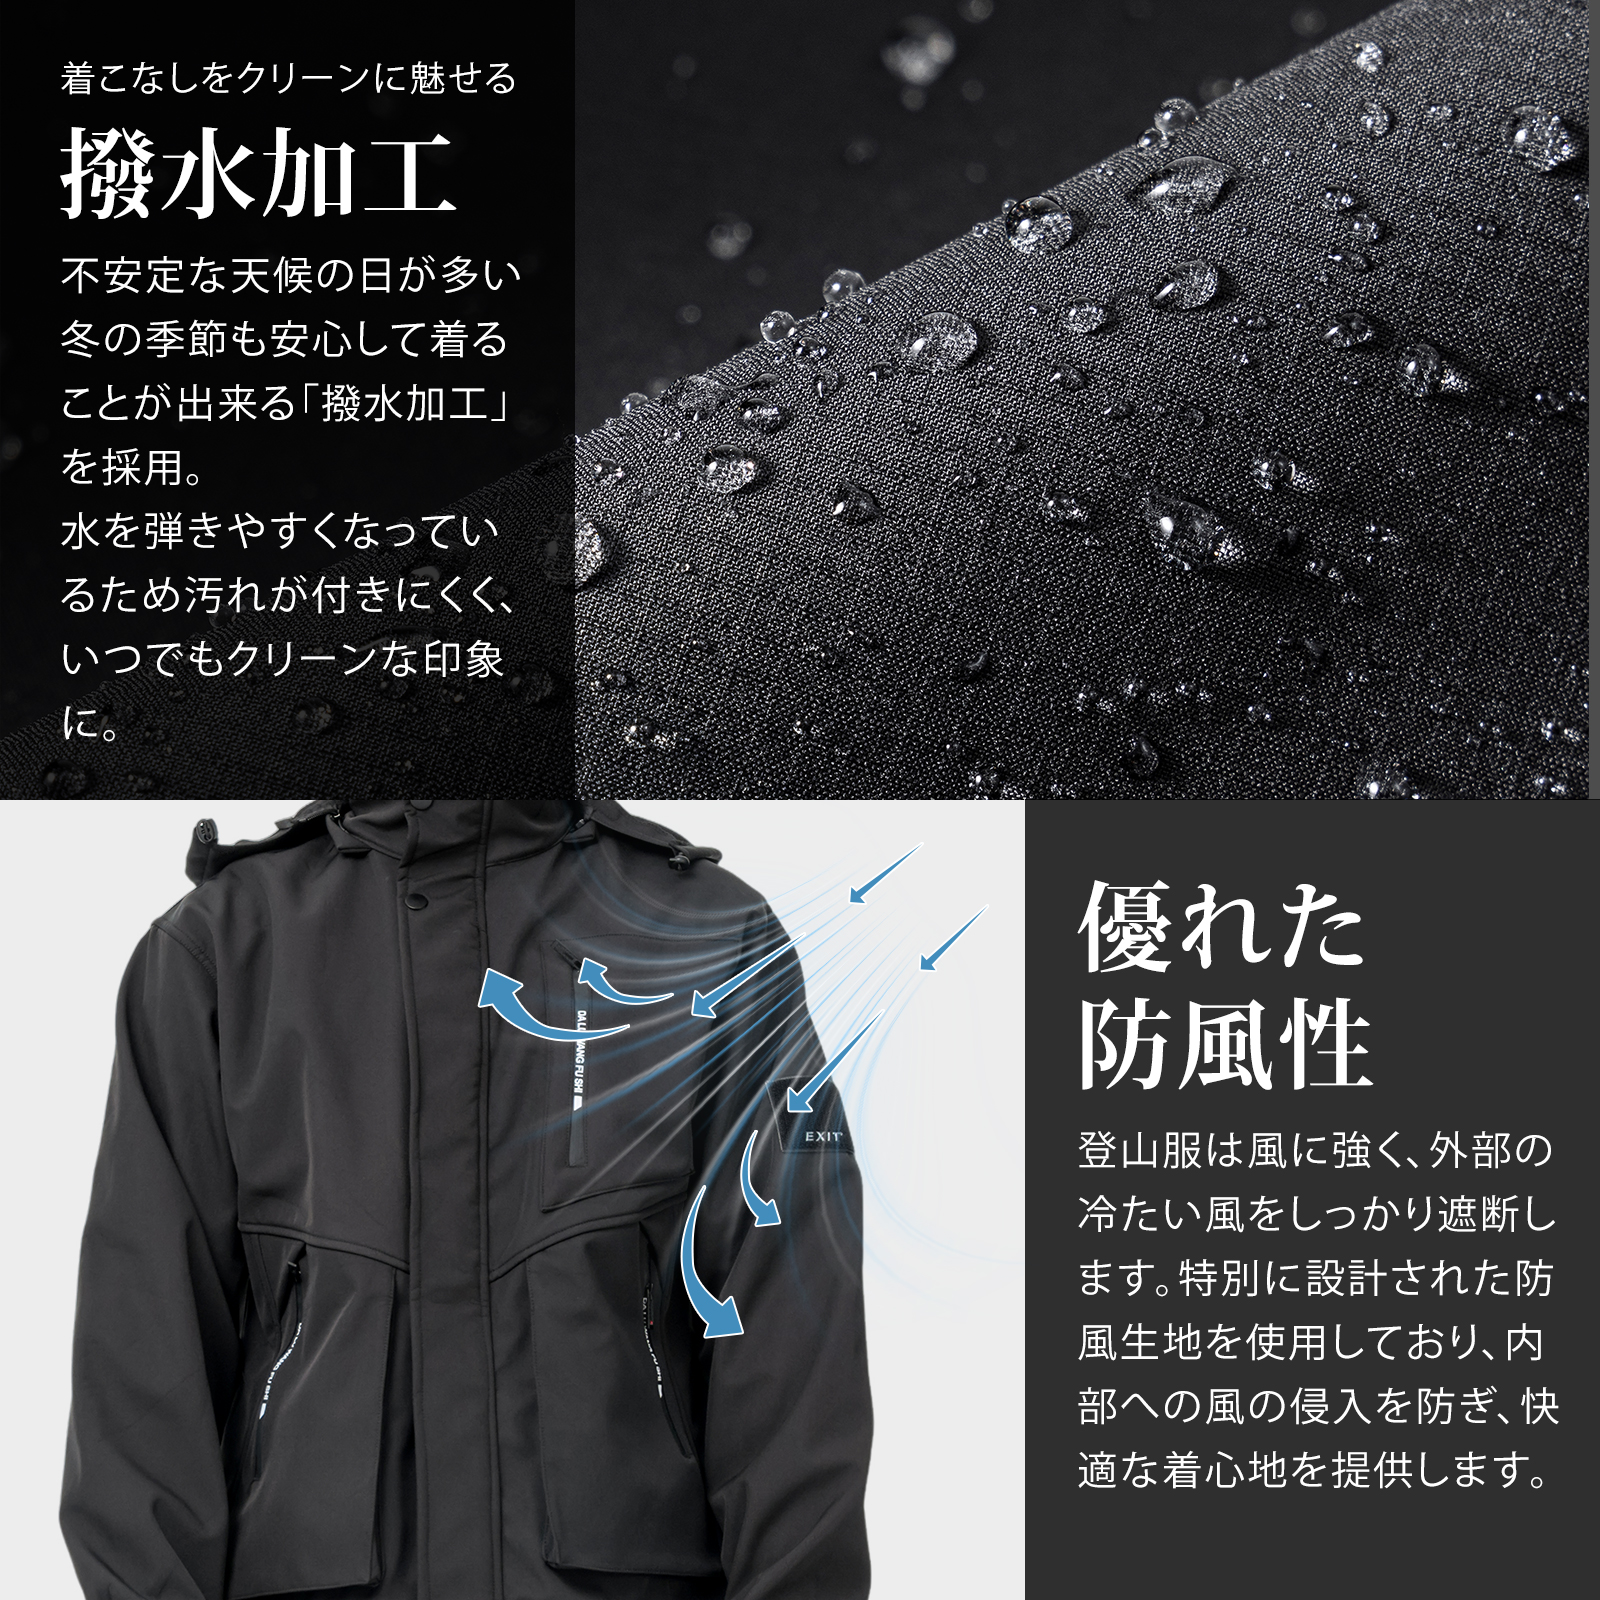 着こなしをクリーンに魅せる
撥水加工
不安定な天候の日が多い
冬の季節も安心して着る
ことが出来る「撥水加工」
を採用。
水を弾きやすくなってい
るため汚れが付きにくく、
いつでもクリーンな印象
に。
優れた
防風性
登山服は風に強く、外部の
冷たい風をしっかり遮断し
ます。特別に設計された防
風生地を使用しており、内
部への風の侵入を防ぎ、快
適な着心地を提供します。
EXIT